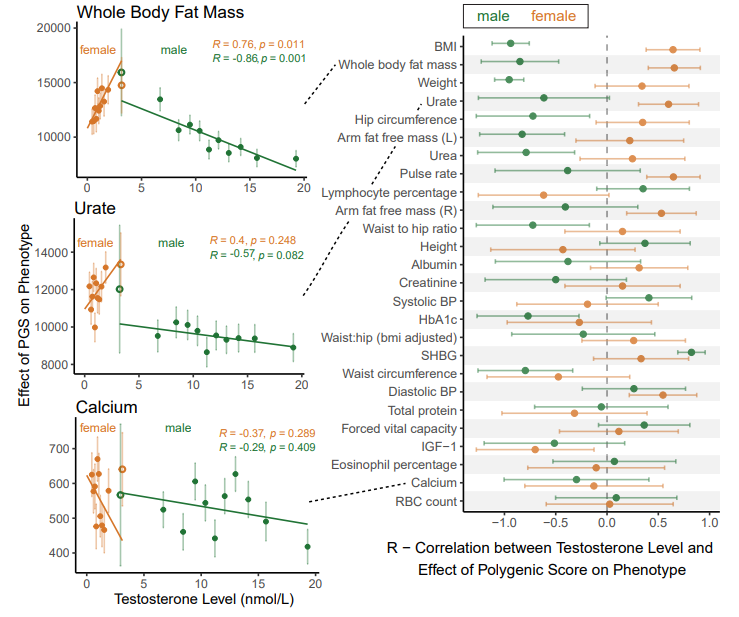 Whole Body Fat Mass
female
male
R = 0.76, p = 0.011
R = -0.86, p = 0.001
20000
15000
10000
0
5
10
15
20
Urate
female
male
R = 0.4, p = 0.248
R = -0.57, p = 0.082
14000
12000
10000
8000
0
5
10
15
20
Calcium
female
male
R = -0.37, p = 0.289
R = -0.29, p = 0.409
700
600
500
400
0
5
10
15
20
Testosterone Level (nmol/L)
Effect of PGS on Phenotype
male female
BMI
Whole body fat mass
Weight
Urate
Hip circumference
Arm fat free mass (L)
Urea
Pulse rate
Lymphocyte percentage
Arm fat free mass (R)
Waist to hip ratio
Height
Albumin
Creatinine
Systolic BP
HbA1c
Waist:hip (bmi adjusted)
SHBG
Waist circumference
Diastolic BP
Total protein
Forced vital capacity
IGF−1
Eosinophil percentage
Calcium
RBC count
−1.0
−0.5
0.0
0.5
1.0
R − Correlation between Testosterone Level and
Effect of Polygenic Score on Phenotype